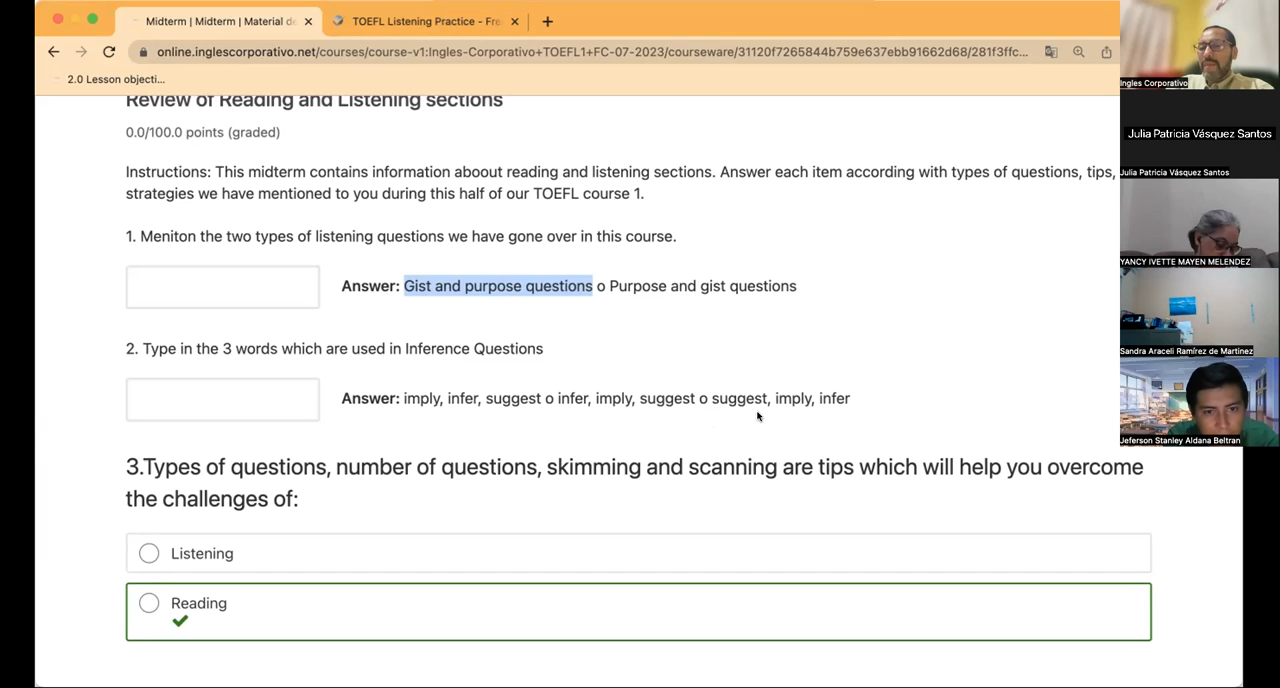 Midterm | Midterm | Material de
TOEFL Listening Practice - Fre
online.inglescorporativo.net/courses/course-v1:Ingles-Corporativo+TOEFL1+FC-07-2023/courseware/31120f7265844b759e637ebb91662d68/281f3ffc...
2.0 Lesson objecti...
Review of Reading and Listening sections
0.0/100.0 points (graded)
Instructions: This midterm contains information aboout reading and listening sections. Answer each item according with types of questions, tips,
strategies we have mentioned to you during this half of our TOEFL course 1.
1. Meniton the two types of listening questions we have gone over in this course.
Answer: Gist and purpose questions o Purpose and gist questions
2. Type in the 3 words which are used in Inference Questions
Answer: imply, infer, suggest o infer, imply, suggest o suggest, imply, infer
3.Types of questions, number of questions, skimming and scanning are tips which will help you overcome
the challenges of:
Listening
Reading
Ingles Corporativo
Julia Patricia Vásquez Santos
Julia Patricia Vásquez Santos
YANCY IVETTE MAYEN MELENDEZ
Sandra Araceli Ramírez de Martínez
Jeferson Stanley Aldana Beltran